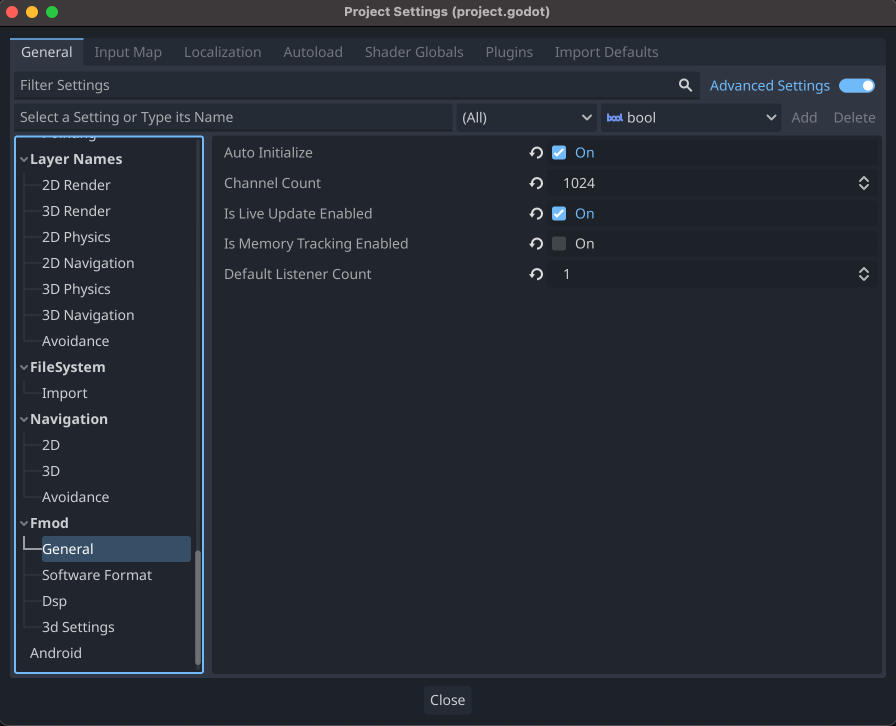 Project Settings (project.godot)
General Input Map Localization Autoload Shader Globals Plugins Import Defaults
Filter Settings Advanced Settings
Select a Setting or Type its Name (All) bool bool Add Delete
Layer Names
2D Render
3D Render
2D Physics
2D Navigation
3D Physics
3D Navigation
Avoidance
FileSystem
Import
Navigation
2D
3D
Avoidance
Fmod
General
Software Format
Dsp
3d Settings
Android
Auto Initialize On
Channel Count 1024
Is Live Update Enabled On
Is Memory Tracking Enabled On
Default Listener Count 1
Close